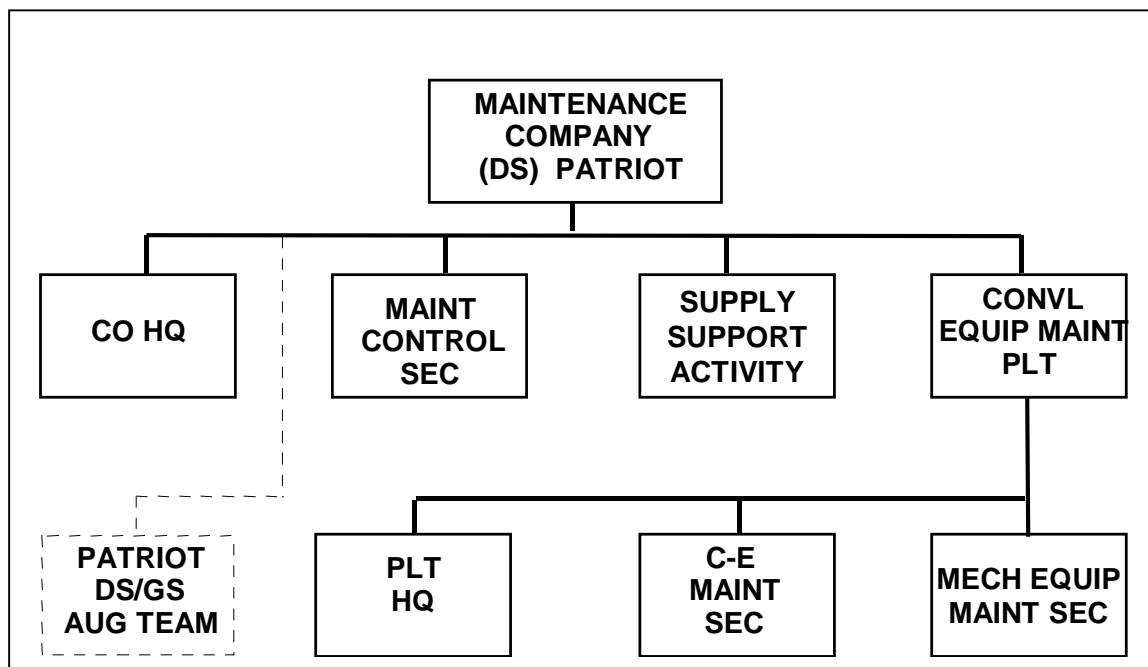 MAINTENANCE
COMPANY
(DS) PATRIOT
CO HQ
MAINT
CONTROL
SEC
SUPPLY
SUPPORT
ACTIVITY
CONVL
EQUIP MAINT
PLT
PATRIOT
DS/GS
AUG TEAM
PLT
HQ
C-E
MAINT
SEC
MECH EQUIP
MAINT SEC